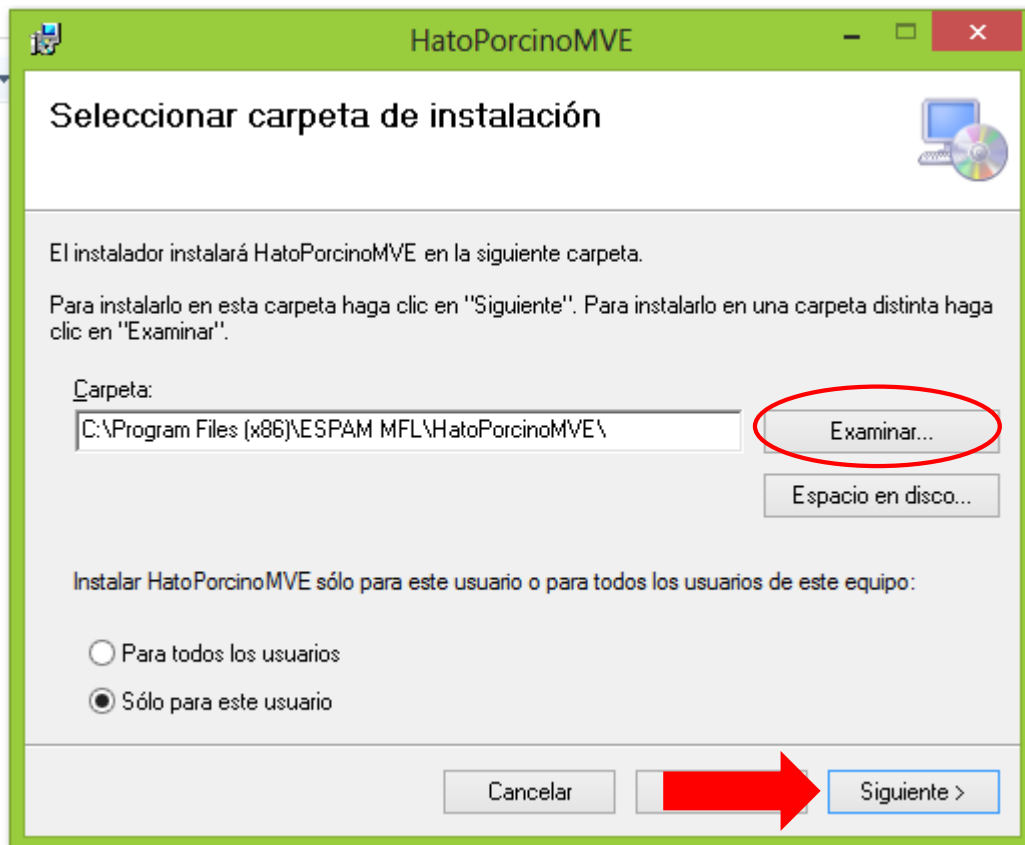 HatoPorcinoMVE
Seleccionar carpeta de instalación
El instalador instalará HatoPorcinoMVE en la siguiente carpeta.
Para instalarlo en esta carpeta haga clic en "Siguiente". Para instalarlo en una carpeta distinta haga
clic en "Examinar".
Carpeta:
C:\Program Files (x86)\ESPAM MFL\HatoPorcinoMVE\
Examinar...
Espacio en disco...
Instalar HatoPorcinoMVE sólo para este usuario o para todos los usuarios de este equipo:
Para todos los usuarios
Sólo para este usuario
Cancelar
Siguiente >